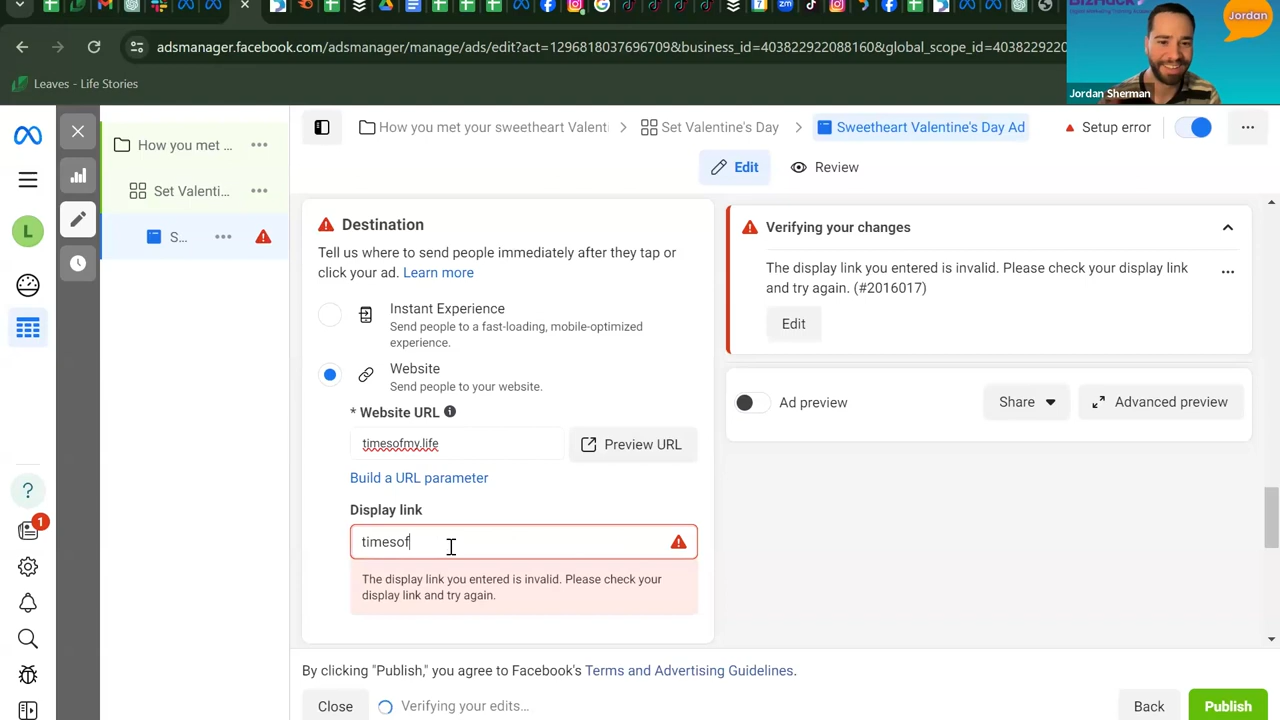 adsmanager.facebook.com/adsmanager/manage/ads/edit?act=1296818037696709&business_id=403822922088160&global_scope_id=4038229220
Leaves - Life Stories
BizHack
Jordan
Jordan Sherman
How you met your sweetheart Valenti
Set Valentine's Day
Sweetheart Valentine's Day Ad
Setup error
Edit
Review
How you met ...
Set Valenti...
S...
L
Destination
Tell us where to send people immediately after they tap or
click your ad. Learn more
Instant Experience
Send people to a fast-loading, mobile-optimized
experience.
Website
Send people to your website.
* Website URL
timesofmy.life
Preview URL
Build a URL parameter
Display link
timesof
The display link you entered is invalid. Please check your
display link and try again.
Verifying your changes
The display link you entered is invalid. Please check your display link
and try again. (#2016017)
Edit
Ad preview
Share
Advanced preview
1
By clicking "Publish," you agree to Facebook's Terms and Advertising Guidelines.
Close
Verifying your edits...
Back
Publish